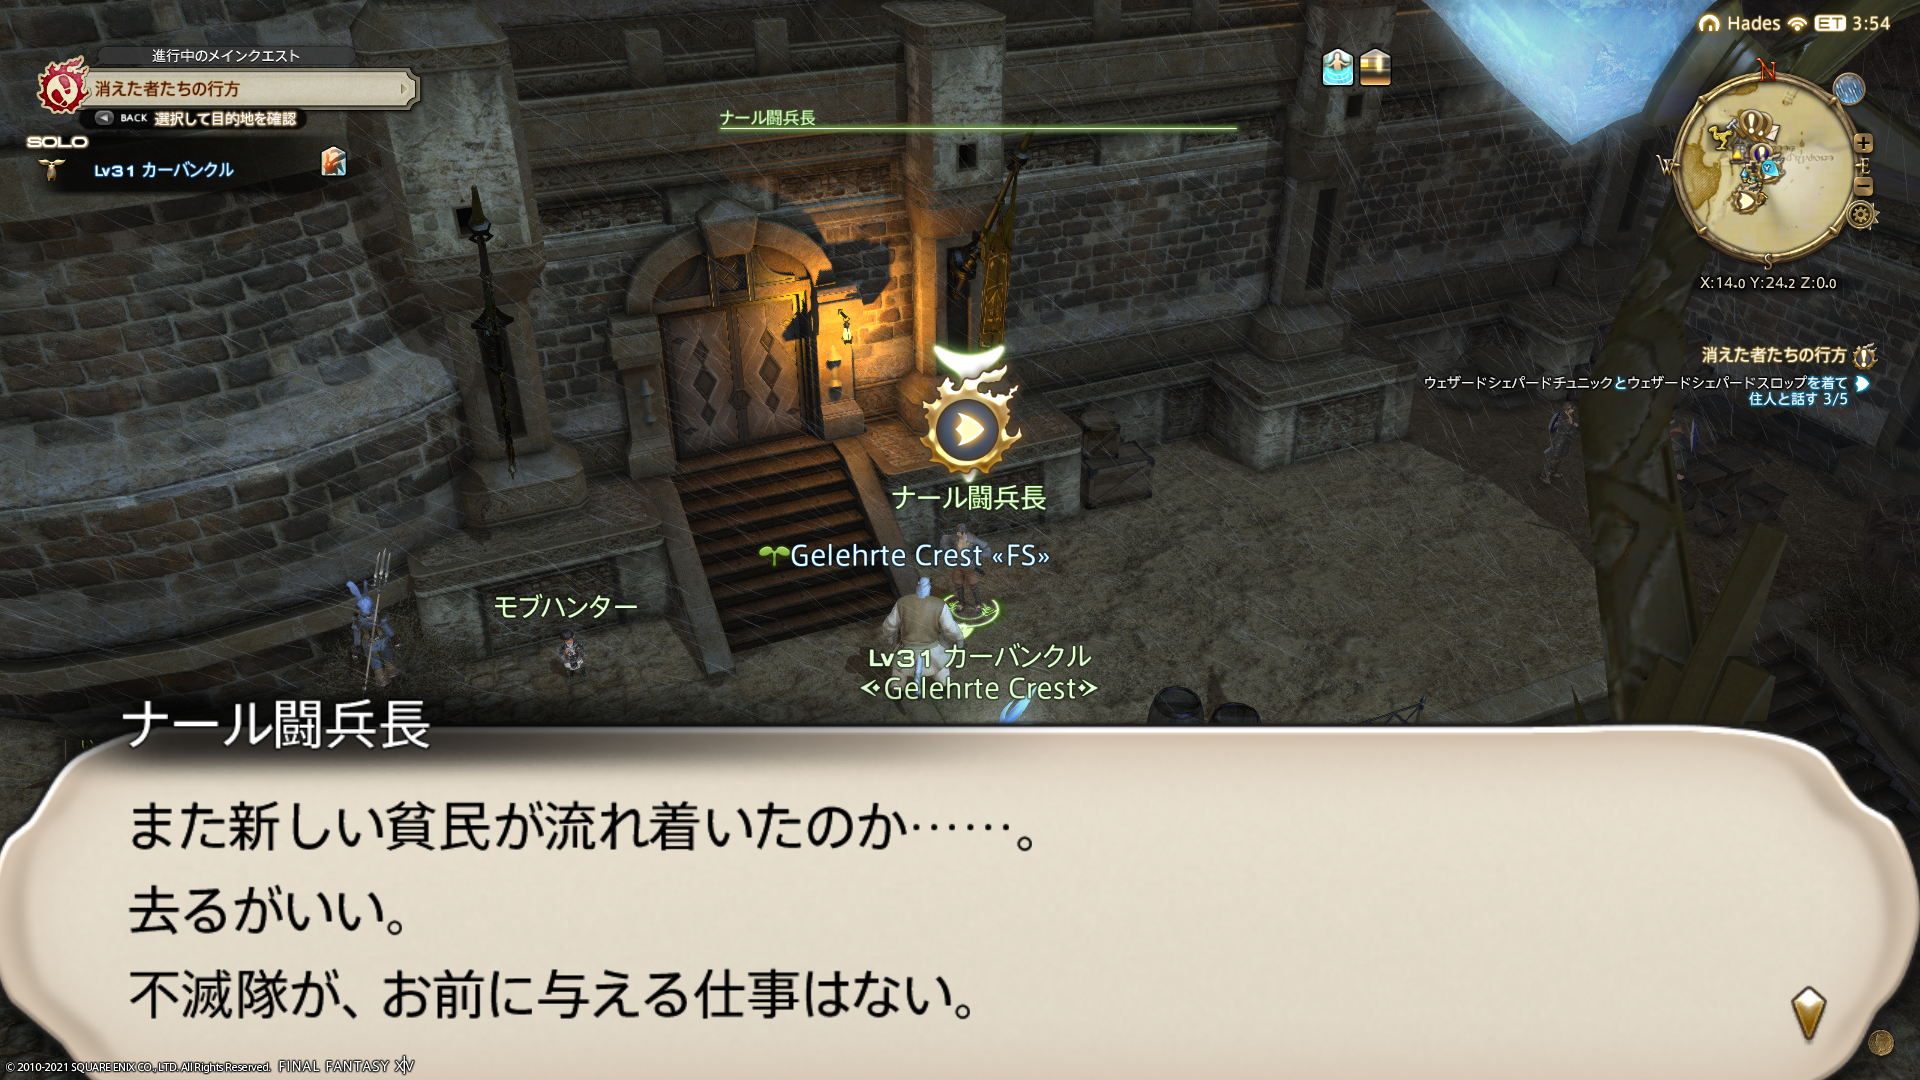 進行中のメインクエスト
消えた者たちの行方
BACK 選択して目的地を確認
SOLO
Lv31 カーバンクル
ナール闘兵長
Hades ET 3:54
N
W
E
S
X:14.0 Y:24.2 Z:0.0
消えた者たちの行方
ウェザードシェパードチュニックとウェザードシェパードスロップを着て
住人と話す 3/5
ナール闘兵長
Gelehrte Crest «FS»
モブハンター
Lv31 カーバンクル
Gelehrte Crest
ナール闘兵長
また新しい貧民が流れ着いたのか……。
去るがいい。
不滅隊が、お前に与える仕事はない。
© 2010-2021 SQUARE ENIX CO., LTD. All Rights Reserved. FINAL FANTASY XIV